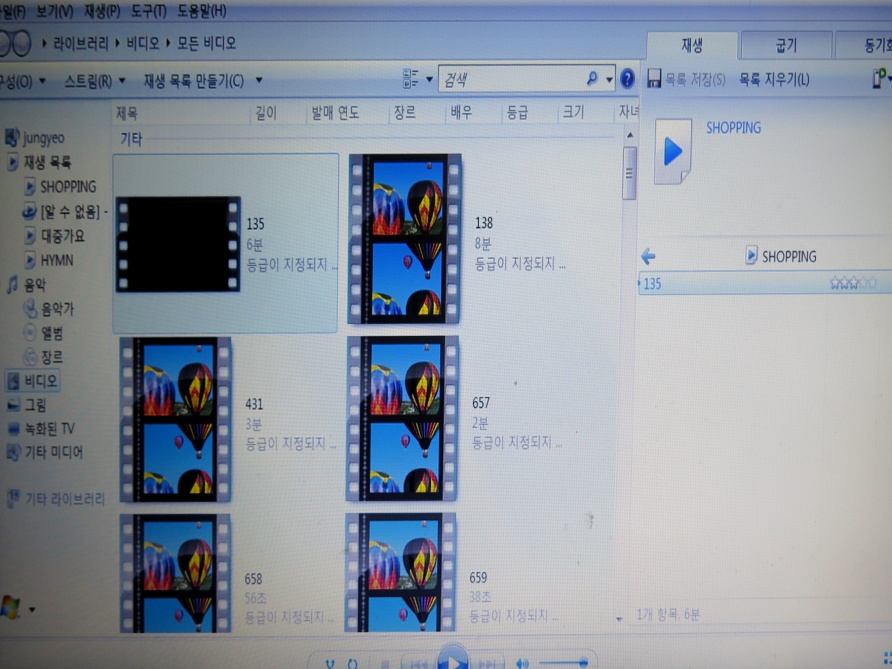 일(F) 보기(V) 재생(P) 도구(T) 도움말(H)
라이브러리 비디오 모든 비디오
재생 굽기 동기화
구성(O) 스트림(R) 재생 목록 만들기(C) 검색 목록 저장(S) 목록 지우기(L)
제목 길이 발매 연도 장르 배우 등급 크기 자녀
기타
jungyeo
재생 목록
SHOPPING
[알 수 없음] -
대중가요
HYMN
음악
음악가
앨범
장르
비디오
그림
녹화된 TV
기타 미디어
기타 라이브러리
135
6분
등급이 지정되지 ...
138
8분
등급이 지정되지 ...
431
3분
등급이 지정되지 ...
657
2분
등급이 지정되지 ...
658
56초
등급이 지정되지 ...
659
38초
등급이 지정되지 ...
SHOPPING
SHOPPING
135
1개 항목, 6분